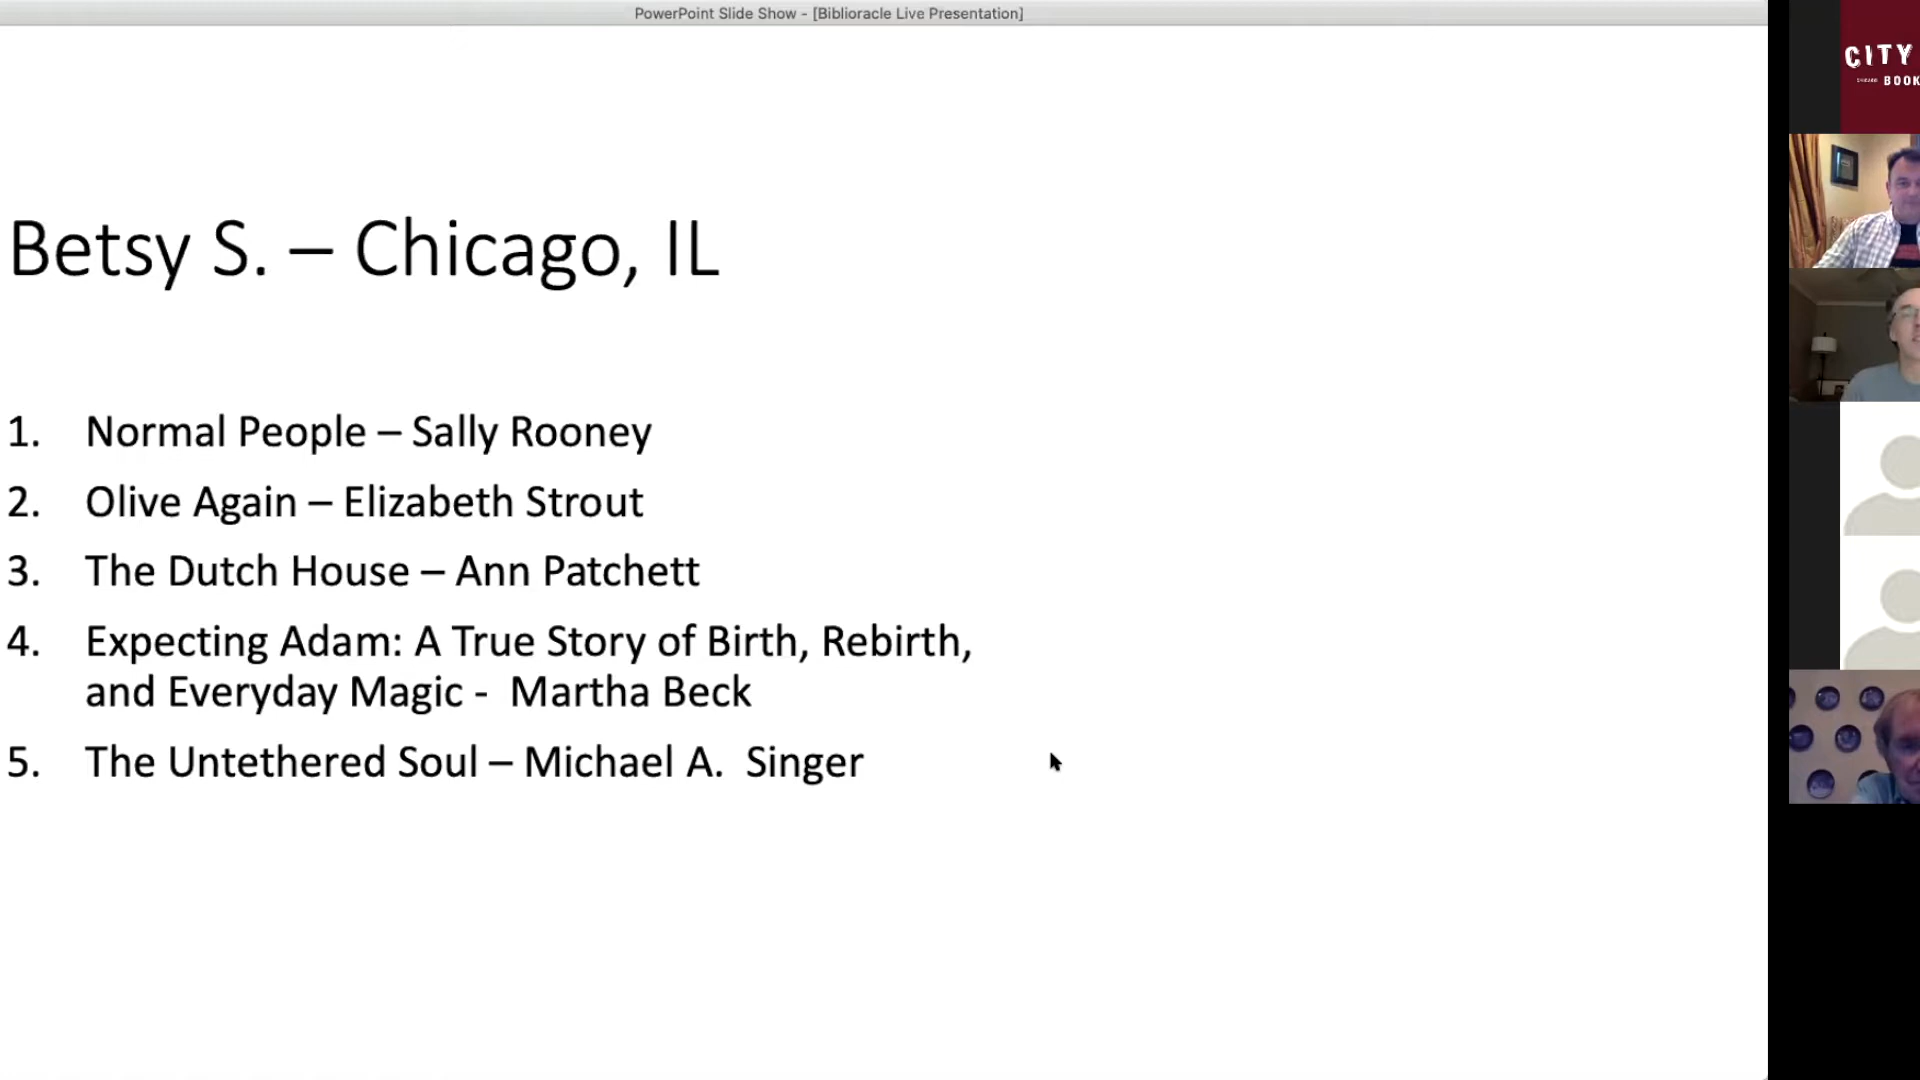 PowerPoint Slide Show - [Biblioracle Live Presentation]
CITY
BOOK
Betsy S. – Chicago, IL
1. Normal People – Sally Rooney
2. Olive Again – Elizabeth Strout
3. The Dutch House – Ann Patchett
4. Expecting Adam: A True Story of Birth, Rebirth,
and Everyday Magic - Martha Beck
5. The Untethered Soul – Michael A. Singer